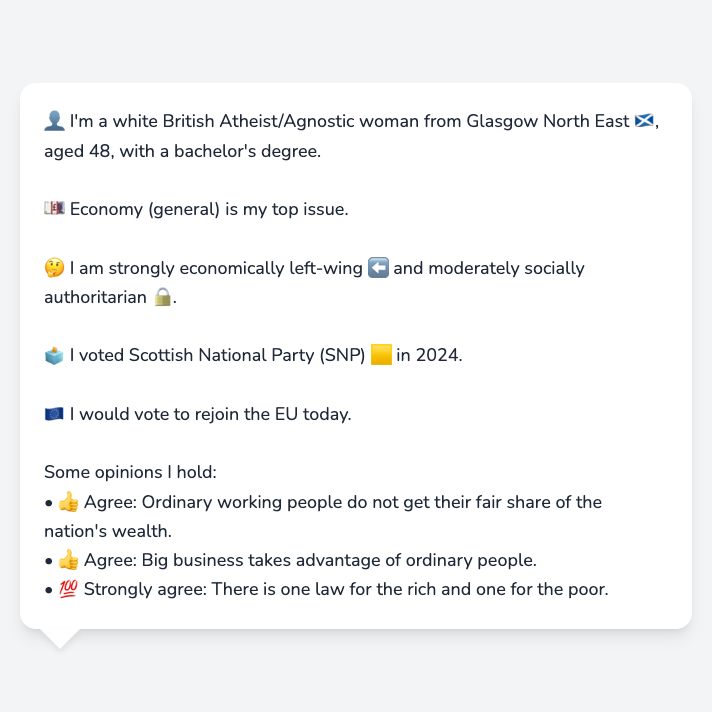 👤 I'm a white British Atheist/Agnostic woman from Glasgow North East 🏴󠁧󠁢󠁳󠁣󠁴󠁿,
aged 48, with a bachelor's degree.
💷 Economy (general) is my top issue.
🤔 I am strongly economically left-wing ⬅️ and moderately socially
authoritarian 🔒.
🗳️ I voted Scottish National Party (SNP) 🟨 in 2024.
🇪🇺 I would vote to rejoin the EU today.
Some opinions I hold:
• 👍 Agree: Ordinary working people do not get their fair share of the
nation's wealth.
• 👍 Agree: Big business takes advantage of ordinary people.
• 💯 Strongly agree: There is one law for the rich and one for the poor.